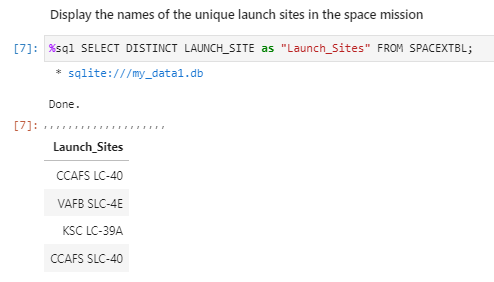 Display the names of the unique launch sites in the space mission
[7]: %sql SELECT DISTINCT LAUNCH_SITE as "Launch_Sites" FROM SPACEXTBL;
* sqlite:///my_data1.db
Done.
[7]: ,,,,,,,,,,,,,,,,,,,,,
Launch_Sites
CCAFS LC-40
VAFB SLC-4E
KSC LC-39A
CCAFS SLC-40